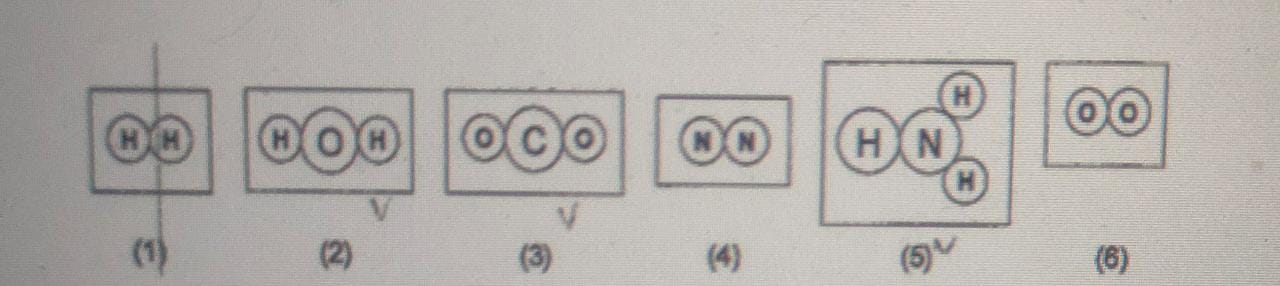 H H H O H O C O N N H N H H O O
V V V
(1) (2) (3) (4) (5) (6)